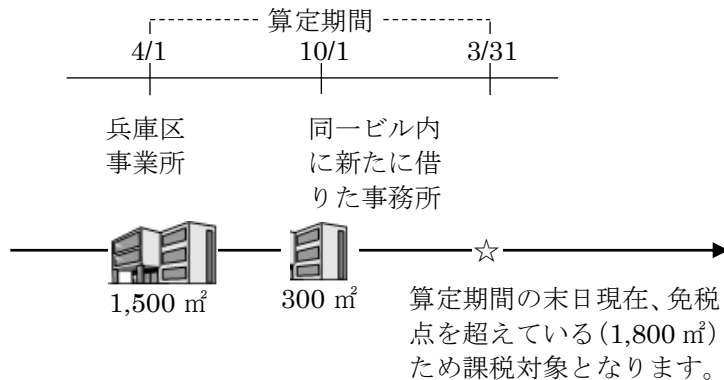 算定期間
4/1 10/1 3/31
兵庫区
事業所
同一ビル内
に新たに借
りた事務所
☆
1,500 ㎡
300 ㎡
算定期間の末日現在、免税
点を超えている(1,800 ㎡)
ため課税対象となります。